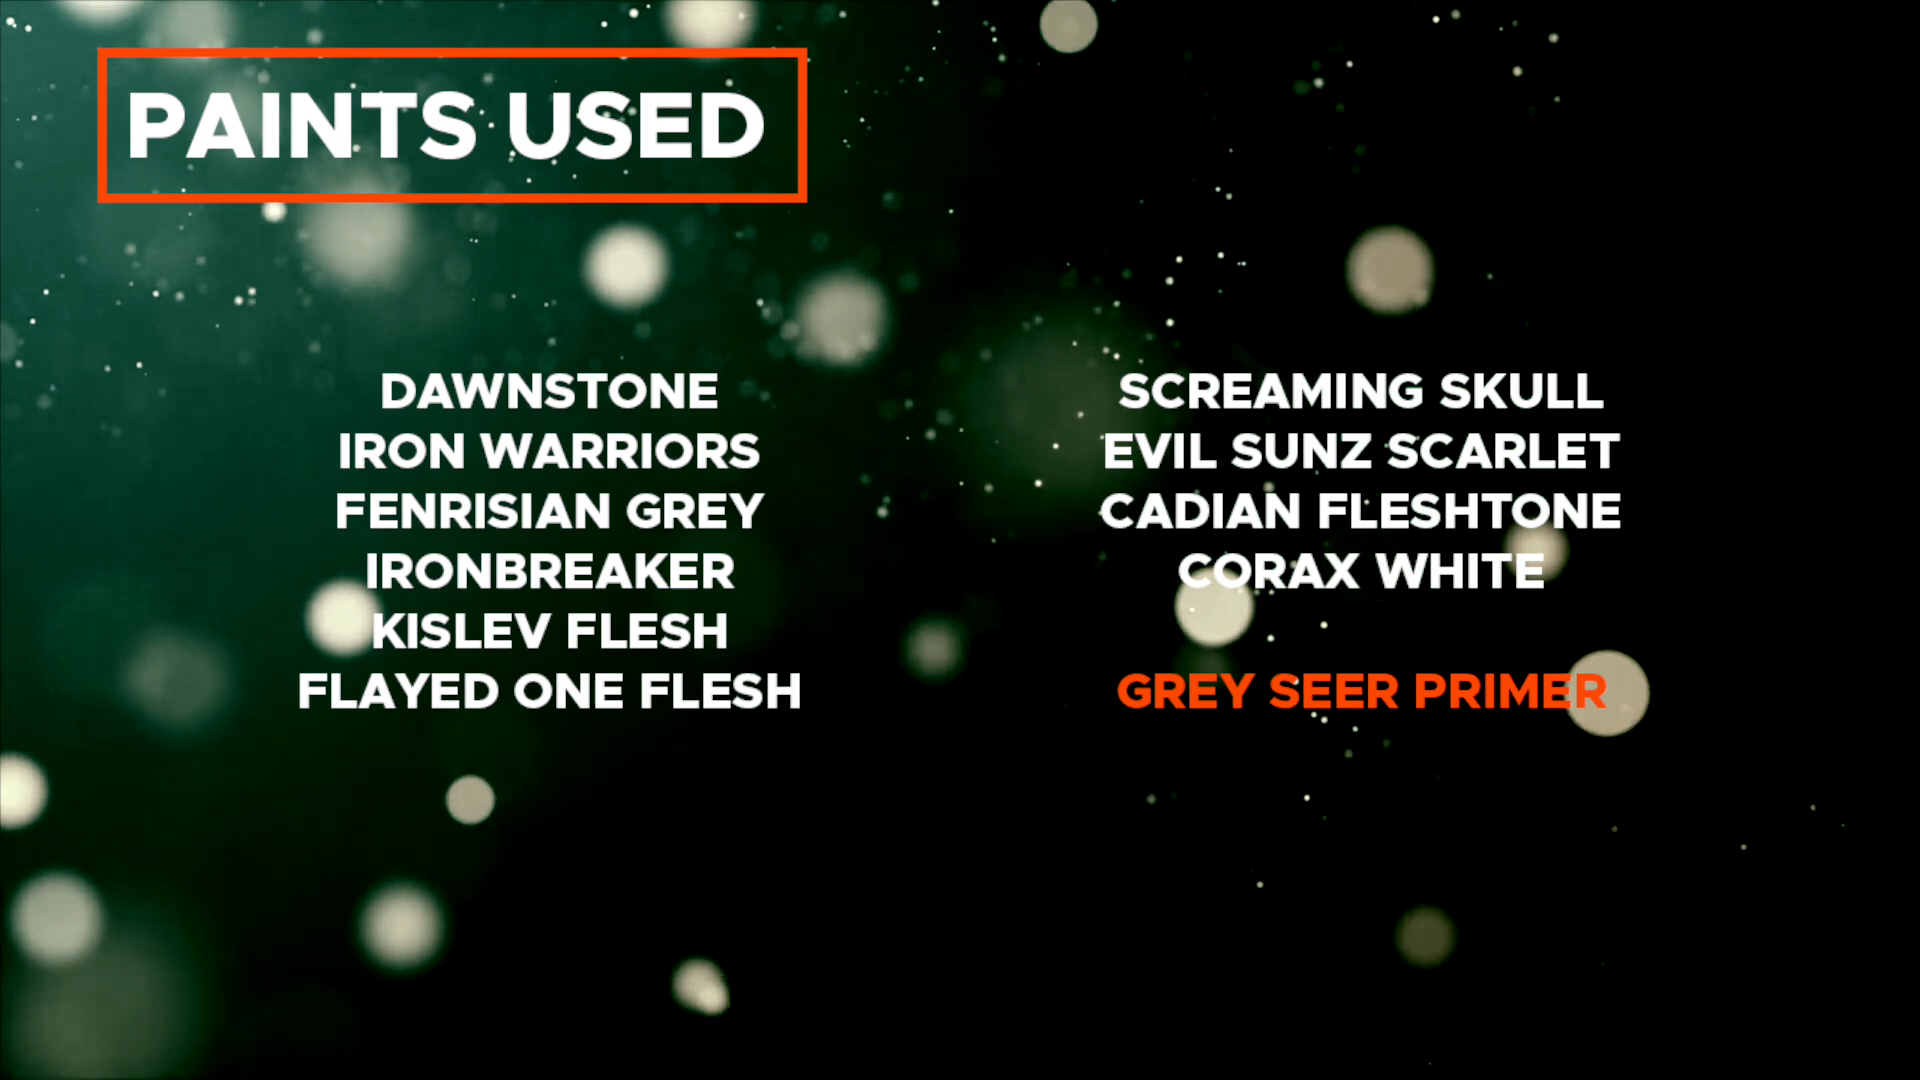 PAINTS USED
DAWNSTONE
IRON WARRIORS
FENRISIAN GREY
IRONBREAKER
KISLEV FLESH
FLAYED ONE FLESH
SCREAMING SKULL
EVIL SUNZ SCARLET
CADIAN FLESHTONE
CORAX WHITE
GREY SEER PRIMER